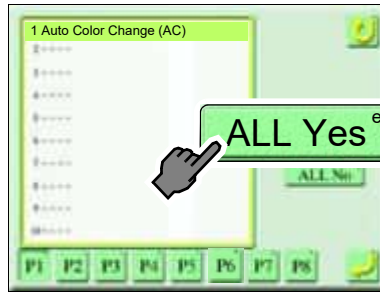 1 Auto Color Change (AC)
2-----
3-----
4-----
5-----
6-----
7-----
8-----
9-----
10-----
ALL Yes e
ALL No
P1 P2 P3 P4 P5 P6 P7 P8